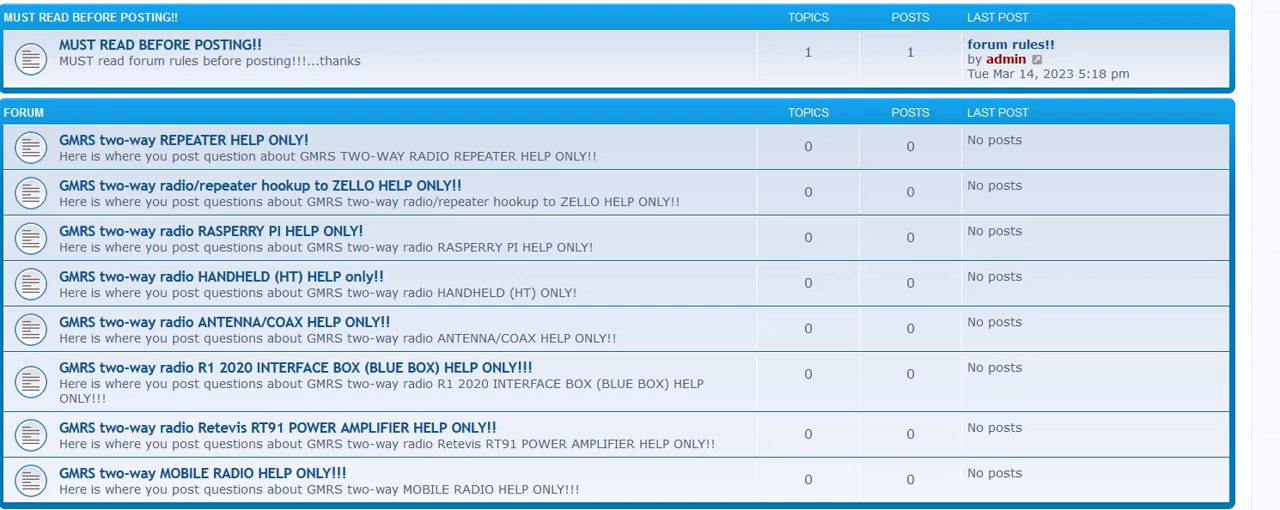 MUST READ BEFORE POSTING!! TOPICS POSTS LAST POST
MUST READ BEFORE POSTING!! 1 1 forum rules!!
MUST read forum rules before posting!!!...thanks by admin
Tue Mar 14, 2023 5:18 pm
FORUM TOPICS POSTS LAST POST
GMRS two-way REPEATER HELP ONLY! 0 0 No posts
Here is where you post question about GMRS TWO-WAY RADIO REPEATER HELP ONLY!!
GMRS two-way radio/repeater hookup to ZELLO HELP ONLY!! 0 0 No posts
Here is where you post questions about GMRS two-way radio/repeater hookup to ZELLO HELP ONLY!!
GMRS two-way radio RASPERRY PI HELP ONLY! 0 0 No posts
Here is where you post questions about GMRS two-way radio RASPERRY PI HELP ONLY!
GMRS two-way radio HANDHELD (HT) HELP only!! 0 0 No posts
Here is where you post questions about GMRS two-way radio HANDHELD (HT) ONLY!
GMRS two-way radio ANTENNA/COAX HELP ONLY!! 0 0 No posts
Here is where you post questions about GMRS two-way radio ANTENNA/COAX HELP ONLY!!
GMRS two-way radio R1 2020 INTERFACE BOX (BLUE BOX) HELP ONLY!!! 0 0 No posts
Here is where you post questions about GMRS two-way radio R1 2020 INTERFACE BOX (BLUE BOX) HELP
ONLY!!!
GMRS two-way radio Retevis RT91 POWER AMPLIFIER HELP ONLY!! 0 0 No posts
Here is where you post questions about GMRS two-way radio Retevis RT91 POWER AMPLIFIER HELP ONLY!!
GMRS two-way MOBILE RADIO HELP ONLY!!! 0 0 No posts
Here is where you post questions about GMRS two-way MOBILE RADIO HELP ONLY!!!